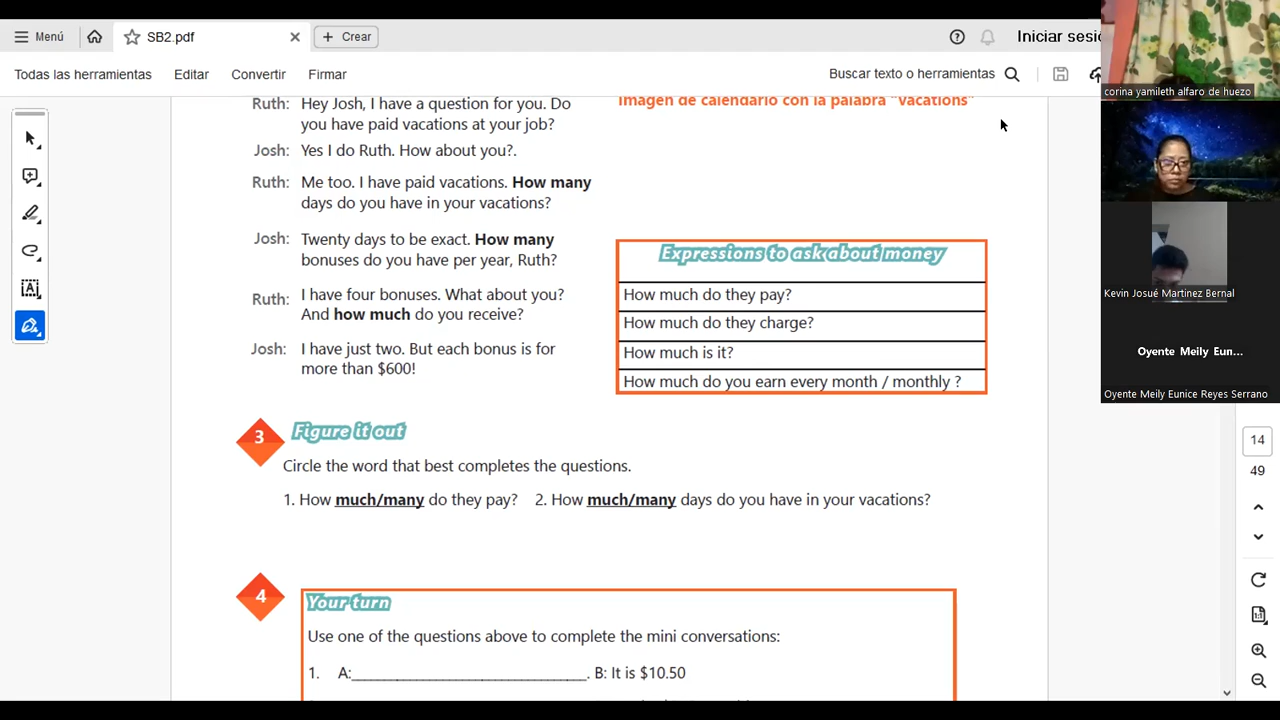 Menú
SB2.pdf
Crear
Iniciar sesi
Todas las herramientas
Editar
Convertir
Firmar
Buscar texto o herramientas
Ruth: Hey Josh, I have a question for you. Do
you have paid vacations at your job?
Josh: Yes I do Ruth. How about you?.
Ruth: Me too. I have paid vacations. How many
days do you have in your vacations?
Josh: Twenty days to be exact. How many
bonuses do you have per year, Ruth?
Ruth: I have four bonuses. What about you?
And how much do you receive?
Josh: I have just two. But each bonus is for
more than $600!
Imagen de calendario con la palabra "vacations"
Expressions to ask about money
How much do they pay?
How much do they charge?
How much is it?
How much do you earn every month / monthly ?
3 Figure it out
Circle the word that best completes the questions.
1. How much/many do they pay? 2. How much/many days do you have in your vacations?
4 Your turn
Use one of the questions above to complete the mini conversations:
1. A:______________________________. B: It is $10.50
corina yamileth alfaro de huezo
Kevin Josué Martinez Bernal
Oyente Meily Eun...
Oyente Meily Eunice Reyes Serrano
14
49
1:1